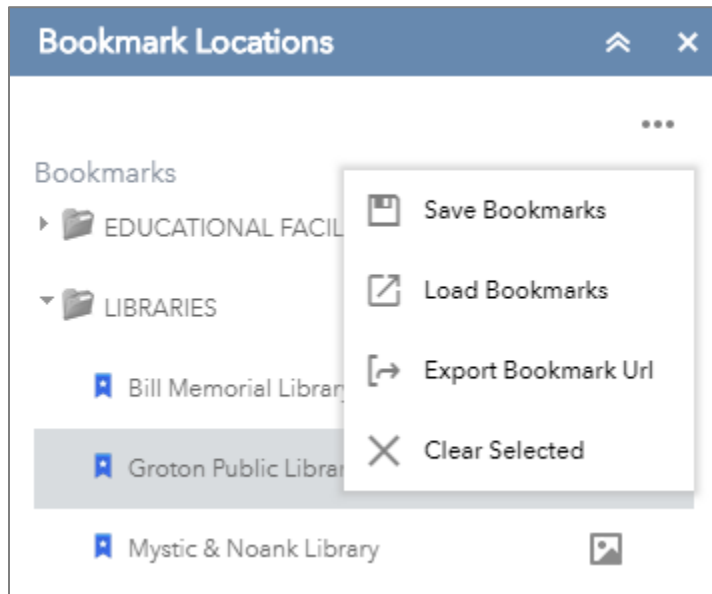 Bookmark Locations
Bookmarks
EDUCATIONAL FACIL
LIBRARIES
Bill Memorial Library
Groton Public Librar
Mystic & Noank Library
Save Bookmarks
Load Bookmarks
Export Bookmark Url
Clear Selected